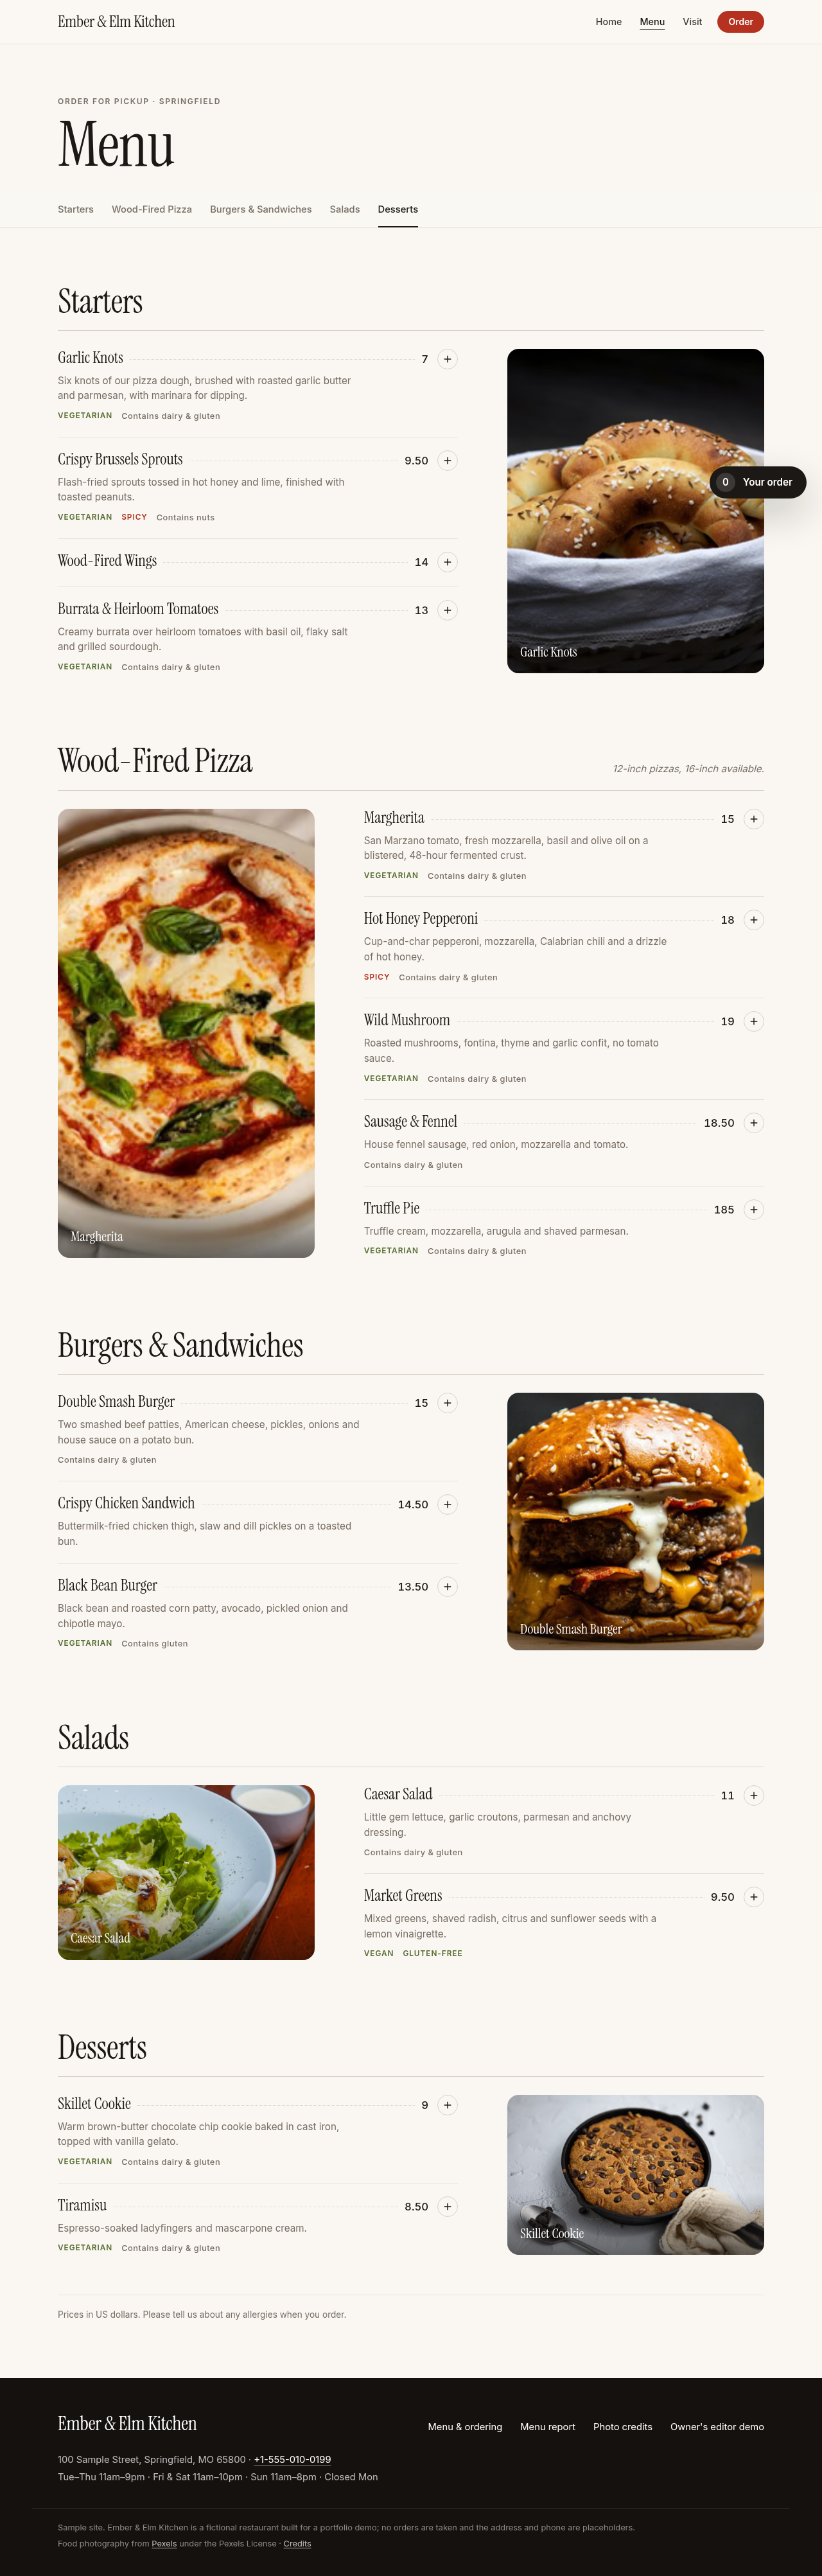 Ember & Elm Kitchen
Home Menu Visit Order
ORDER FOR PICKUP · SPRINGFIELD
Menu
Starters Wood-Fired Pizza Burgers & Sandwiches Salads Desserts
Starters
Garlic Knots 7 +
Six knots of our pizza dough, brushed with roasted garlic butter
and parmesan, with marinara for dipping.
VEGETARIAN Contains dairy & gluten
Crispy Brussels Sprouts 9.50 +
Flash-fried sprouts tossed in hot honey and lime, finished with
toasted peanuts.
VEGETARIAN SPICY Contains nuts
Wood-Fired Wings 14 +
Burrata & Heirloom Tomatoes 13 +
Creamy burrata over heirloom tomatoes with basil oil, flaky salt
and grilled sourdough.
VEGETARIAN Contains dairy & gluten
0 Your order
Garlic Knots
Wood-Fired Pizza
12-inch pizzas, 16-inch available.
Margherita
Margherita 15 +
San Marzano tomato, fresh mozzarella, basil and olive oil on a
blistered, 48-hour fermented crust.
VEGETARIAN Contains dairy & gluten
Hot Honey Pepperoni 18 +
Cup-and-char pepperoni, mozzarella, Calabrian chili and a drizzle
of hot honey.
SPICY Contains dairy & gluten
Wild Mushroom 19 +
Roasted mushrooms, fontina, thyme and garlic confit, no tomato
sauce.
VEGETARIAN Contains dairy & gluten
Sausage & Fennel 18.50 +
House fennel sausage, red onion, mozzarella and tomato.
Contains dairy & gluten
Truffle Pie 185 +
Truffle cream, mozzarella, arugula and shaved parmesan.
VEGETARIAN Contains dairy & gluten
Burgers & Sandwiches
Double Smash Burger 15 +
Two smashed beef patties, American cheese, pickles, onions and
house sauce on a potato bun.
Contains dairy & gluten
Crispy Chicken Sandwich 14.50 +
Buttermilk-fried chicken thigh, slaw and dill pickles on a toasted
bun.
Black Bean Burger 13.50 +
Black bean and roasted corn patty, avocado, pickled onion and
chipotle mayo.
VEGETARIAN Contains gluten
Double Smash Burger
Salads
Caesar Salad
Caesar Salad 11 +
Little gem lettuce, garlic croutons, parmesan and anchovy
dressing.
Contains dairy & gluten
Market Greens 9.50 +
Mixed greens, shaved radish, citrus and sunflower seeds with a
lemon vinaigrette.
VEGAN GLUTEN-FREE
Desserts
Skillet Cookie 9 +
Warm brown-butter chocolate chip cookie baked in cast iron,
topped with vanilla gelato.
VEGETARIAN Contains dairy & gluten
Tiramisu 8.50 +
Espresso-soaked ladyfingers and mascarpone cream.
VEGETARIAN Contains dairy & gluten
Skillet Cookie
Prices in US dollars. Please tell us about any allergies when you order.
Ember & Elm Kitchen
Menu & ordering Menu report Photo credits Owner's editor demo
100 Sample Street, Springfield, MO 65800 · +1-555-010-0199
Tue–Thu 11am–9pm · Fri & Sat 11am–10pm · Sun 11am–8pm · Closed Mon
Sample site. Ember & Elm Kitchen is a fictional restaurant built for a portfolio demo; no orders are taken and the address and phone are placeholders.
Food photography from Pexels under the Pexels License · Credits